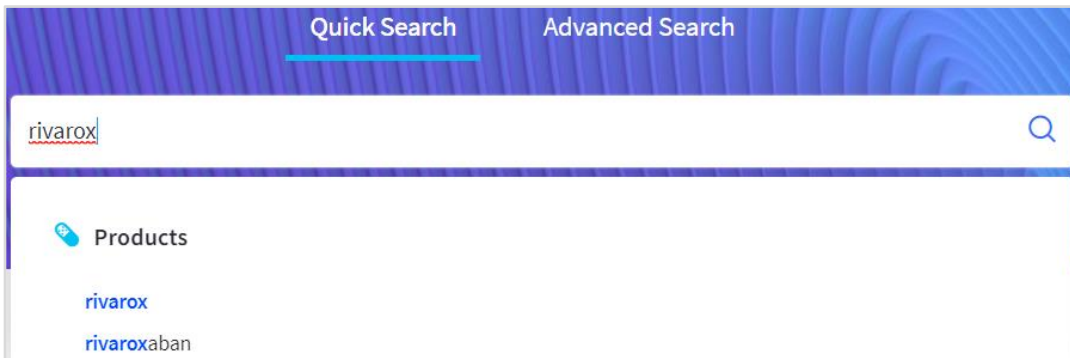 Quick Search Advanced Search
rivarox
Products
rivarox
rivaroxaban